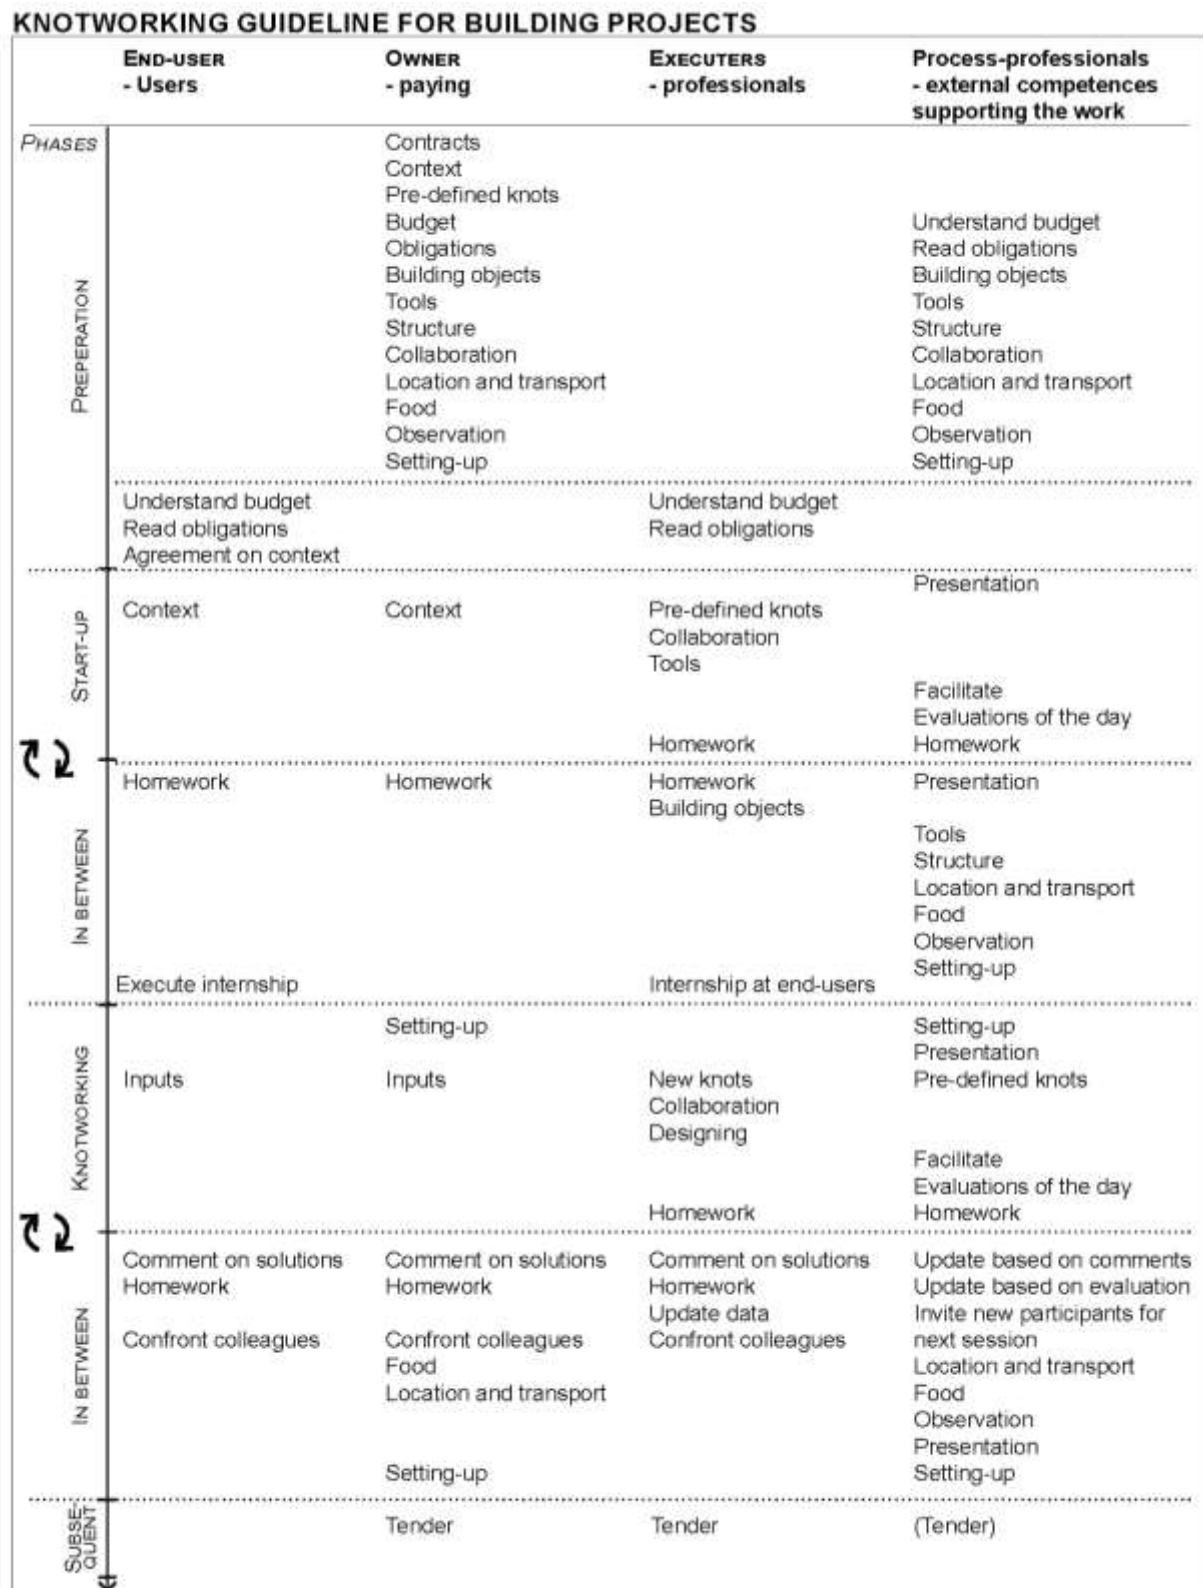 KNOTWORKING GUIDELINE FOR BUILDING PROJECTS
END-USER OWNER EXECUTERS Process-professionals
- Users - paying - professionals - external competences
supporting the work
PHASES Contracts
Context
Pre-defined knots
Budget Understand budget
Obligations Read obligations
Building objects Building objects
Tools Tools
Structure Structure
Collaboration Collaboration
Location and transport Location and transport
Food Food
Observation Observation
Setting-up Setting-up
PREPERATION
Understand budget Understand budget
Read obligations Read obligations
Agreement on context
START-UP
Presentation
Context Context Pre-defined knots
Collaboration
Tools
Facilitate
Evaluations of the day
Homework Homework
IN BETWEEN
Homework Homework Homework Presentation
Building objects
Tools
Structure
Location and transport
Food
Observation
Setting-up
Execute internship Internship at end-users
KNOTWORKING
Setting-up Setting-up
Presentation
Inputs Inputs New knots Pre-defined knots
Collaboration
Designing
Facilitate
Evaluations of the day
Homework Homework
IN BETWEEN
Comment on solutions Comment on solutions Comment on solutions Update based on comments
Homework Homework Homework Update based on evaluation
Update data Invite new participants for
Confront colleagues Confront colleagues Confront colleagues next session
Food Location and transport
Location and transport Food
Observation
Presentation
Setting-up Setting-up
SUBSE-
QUENT
Tender Tender (Tender)